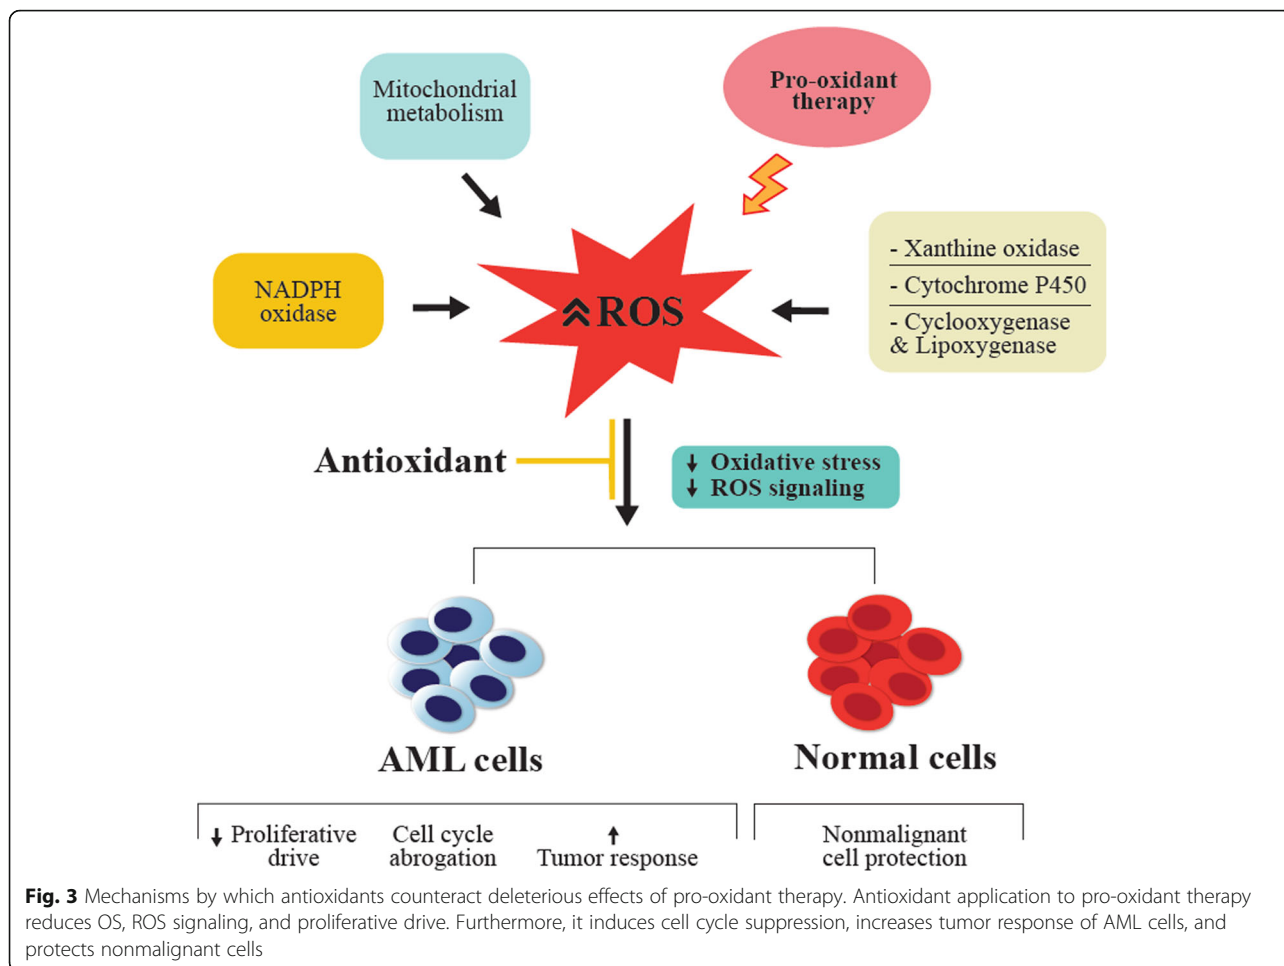 Mitochondrial
metabolism
Pro-oxidant
therapy
NADPH
oxidase
ROS
- Xanthine oxidase
- Cytochrome P450
- Cyclooxygenase
& Lipoxygenase
Antioxidant
↓ Oxidative stress
↓ ROS signaling
AML cells
Normal cells
↓ Proliferative
drive
Cell cycle
abrogation
↑
Tumor response
Nonmalignant
cell protection
Fig. 3 Mechanisms by which antioxidants counteract deleterious effects of pro-oxidant therapy. Antioxidant application to pro-oxidant therapy
reduces OS, ROS signaling, and proliferative drive. Furthermore, it induces cell cycle suppression, increases tumor response of AML cells, and
protects nonmalignant cells